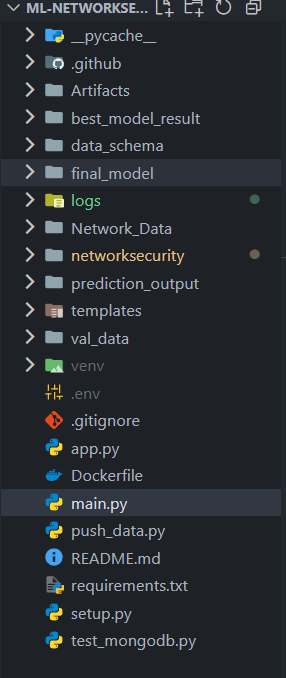 ML-NETWORKSE...
__pycache__
.github
Artifacts
best_model_result
data_schema
final_model
logs
Network_Data
networksecurity
prediction_output
templates
val_data
venv
.env
.gitignore
app.py
Dockerfile
main.py
push_data.py
README.md
requirements.txt
setup.py
test_mongodb.py